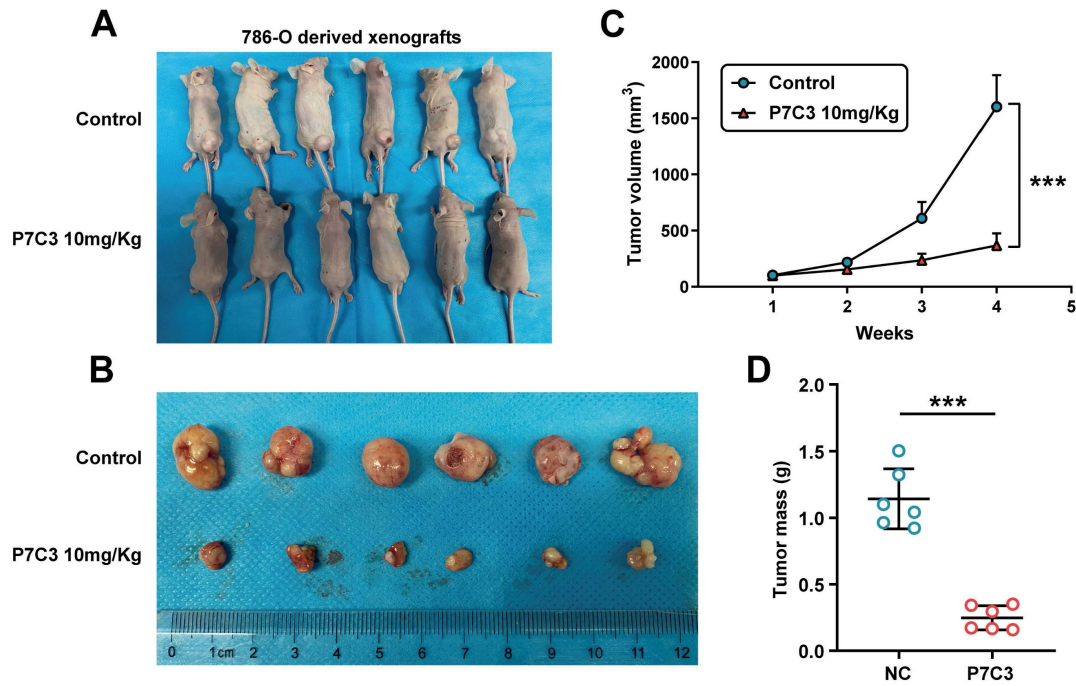 A
786-O derived xenografts
Control
P7C3 10mg/Kg
B
Control
P7C3 10mg/Kg
0 1cm 2 3 4 5 6 7 8 9 10 11 12
C
Tumor volume (mm³)
2000
1500
1000
500
0
Control
P7C3 10mg/Kg
***
1 2 3 4 5
Weeks
D
Tumor mass (g)
2.0
1.5
1.0
0.5
0.0
***
NC P7C3